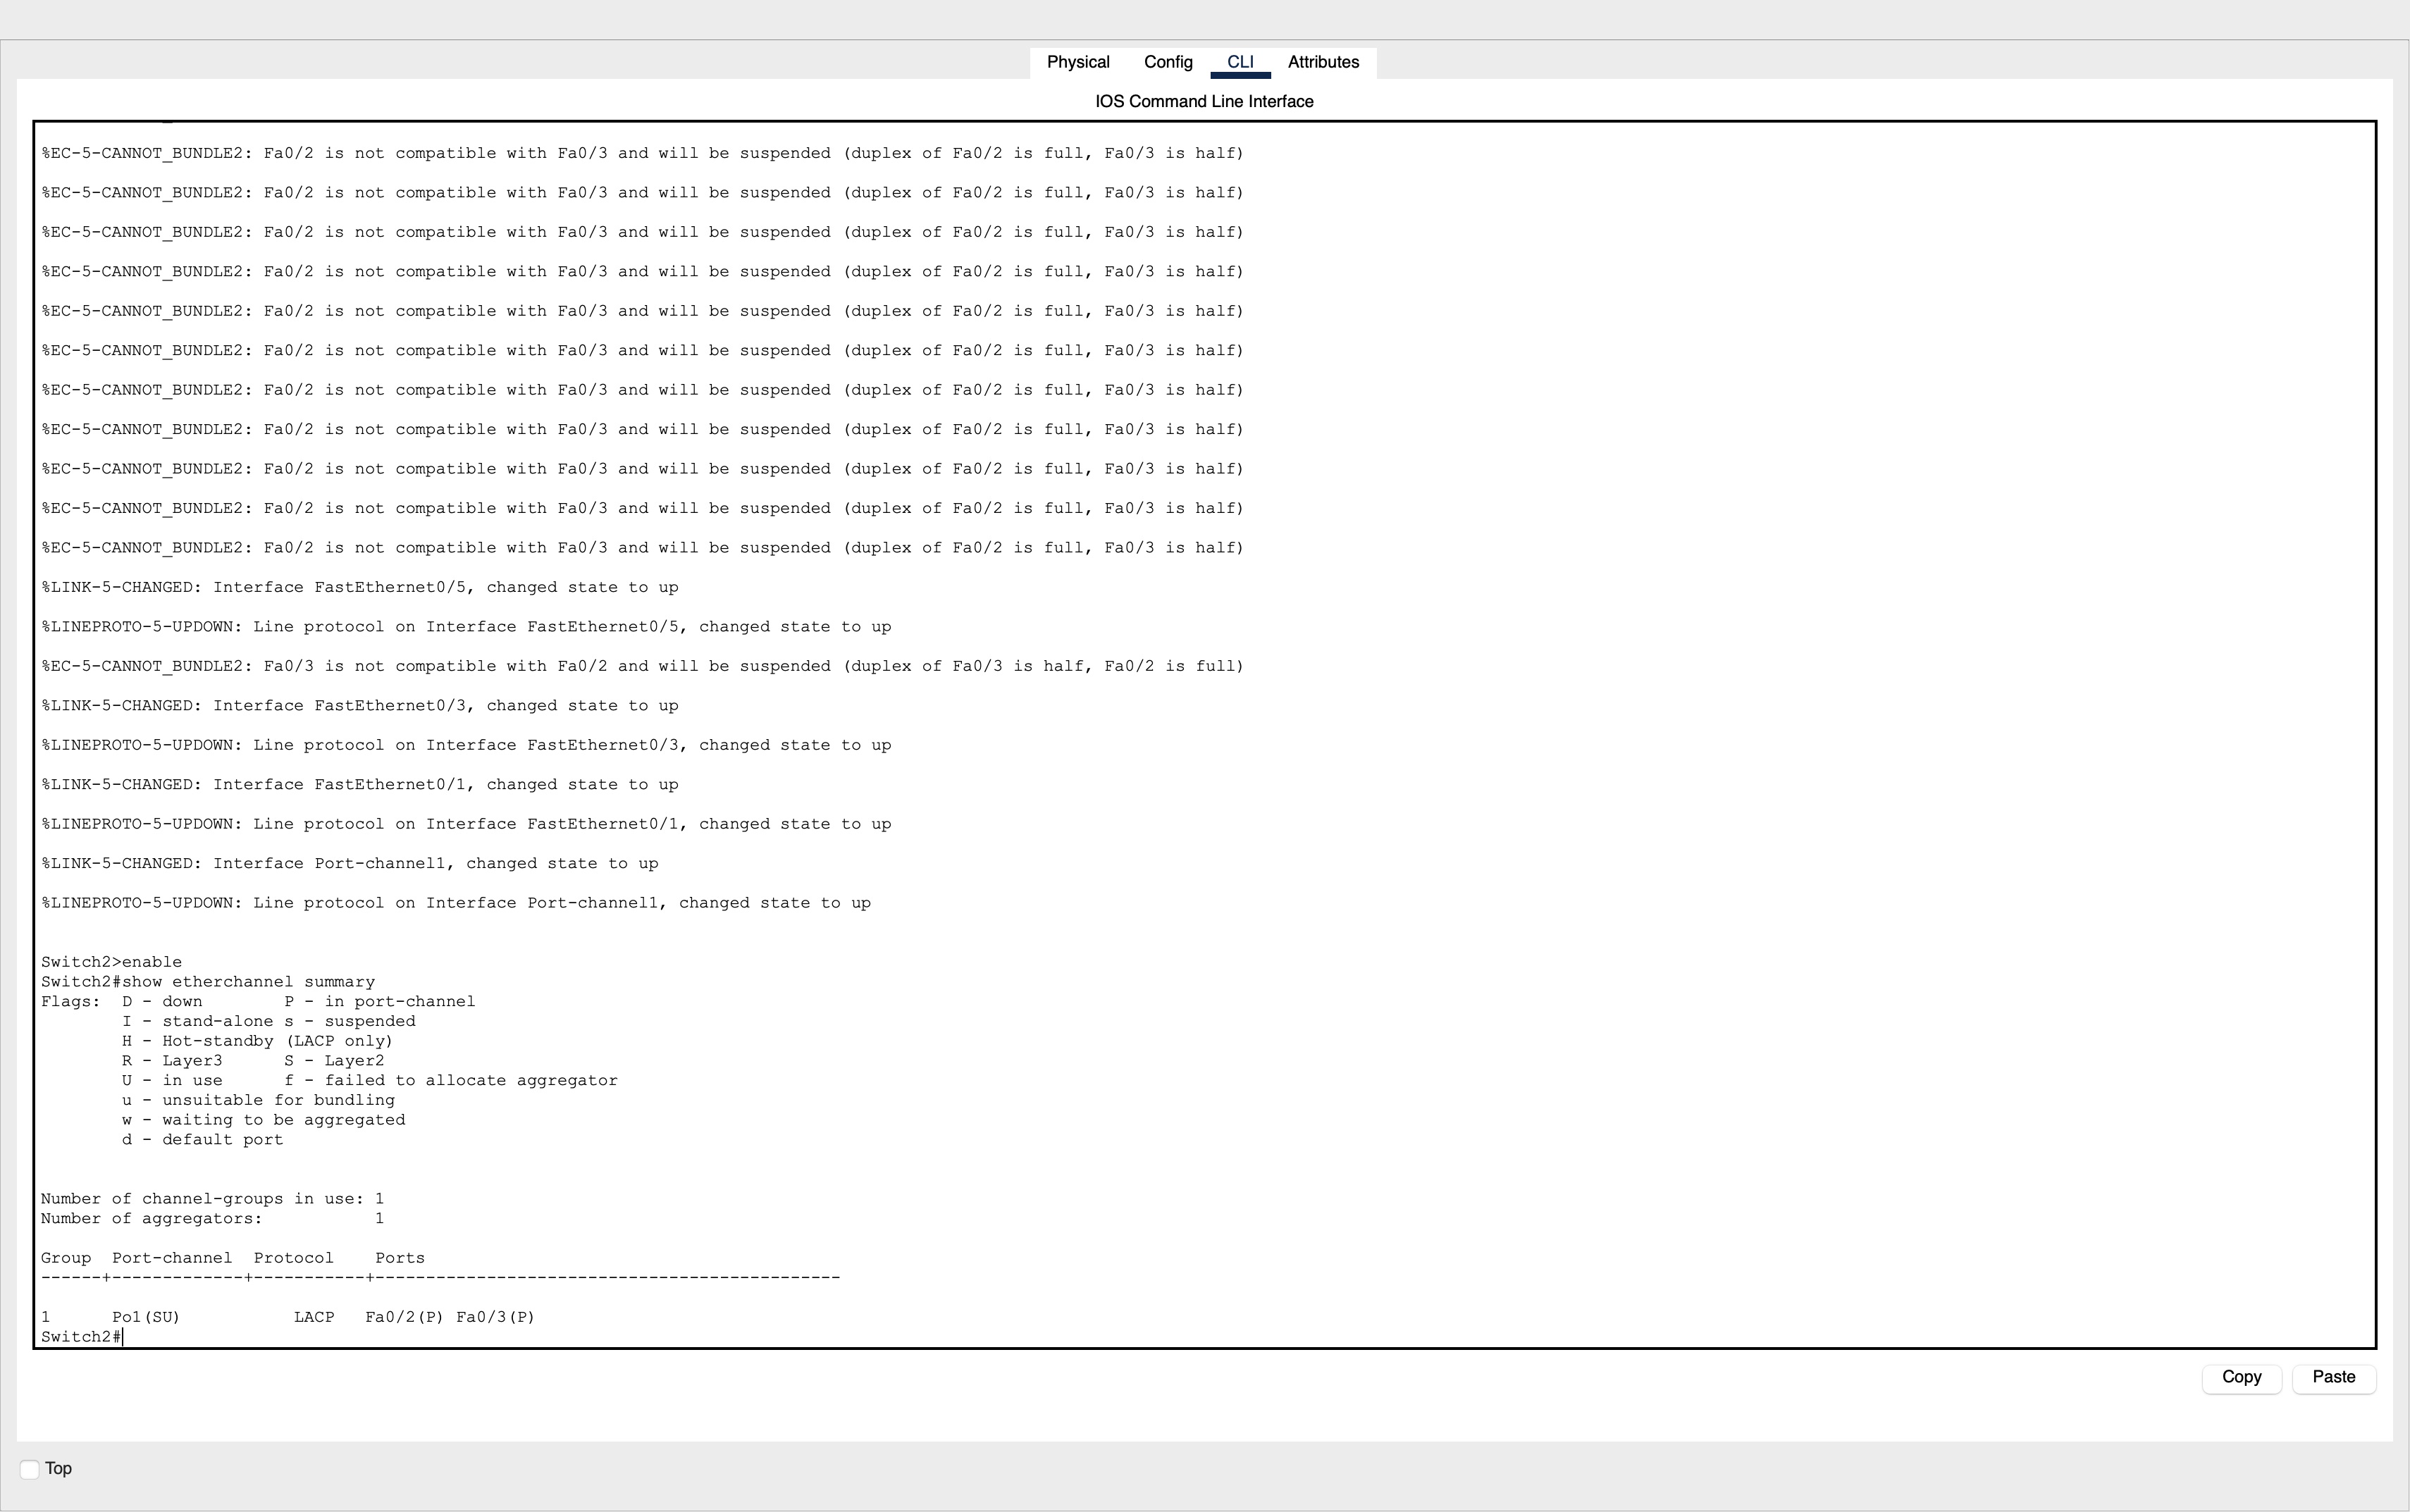 Physical Config CLI Attributes
IOS Command Line Interface
%EC-5-CANNOT_BUNDLE2: Fa0/2 is not compatible with Fa0/3 and will be suspended (duplex of Fa0/2 is full, Fa0/3 is half)
%EC-5-CANNOT_BUNDLE2: Fa0/2 is not compatible with Fa0/3 and will be suspended (duplex of Fa0/2 is full, Fa0/3 is half)
%EC-5-CANNOT_BUNDLE2: Fa0/2 is not compatible with Fa0/3 and will be suspended (duplex of Fa0/2 is full, Fa0/3 is half)
%EC-5-CANNOT_BUNDLE2: Fa0/2 is not compatible with Fa0/3 and will be suspended (duplex of Fa0/2 is full, Fa0/3 is half)
%EC-5-CANNOT_BUNDLE2: Fa0/2 is not compatible with Fa0/3 and will be suspended (duplex of Fa0/2 is full, Fa0/3 is half)
%EC-5-CANNOT_BUNDLE2: Fa0/2 is not compatible with Fa0/3 and will be suspended (duplex of Fa0/2 is full, Fa0/3 is half)
%EC-5-CANNOT_BUNDLE2: Fa0/2 is not compatible with Fa0/3 and will be suspended (duplex of Fa0/2 is full, Fa0/3 is half)
%EC-5-CANNOT_BUNDLE2: Fa0/2 is not compatible with Fa0/3 and will be suspended (duplex of Fa0/2 is full, Fa0/3 is half)
%EC-5-CANNOT_BUNDLE2: Fa0/2 is not compatible with Fa0/3 and will be suspended (duplex of Fa0/2 is full, Fa0/3 is half)
%EC-5-CANNOT_BUNDLE2: Fa0/2 is not compatible with Fa0/3 and will be suspended (duplex of Fa0/2 is full, Fa0/3 is half)
%EC-5-CANNOT_BUNDLE2: Fa0/2 is not compatible with Fa0/3 and will be suspended (duplex of Fa0/2 is full, Fa0/3 is half)
%LINK-5-CHANGED: Interface FastEthernet0/5, changed state to up
%LINEPROTO-5-UPDOWN: Line protocol on Interface FastEthernet0/5, changed state to up
%EC-5-CANNOT_BUNDLE2: Fa0/3 is not compatible with Fa0/2 and will be suspended (duplex of Fa0/3 is half, Fa0/2 is full)
%LINK-5-CHANGED: Interface FastEthernet0/3, changed state to up
%LINEPROTO-5-UPDOWN: Line protocol on Interface FastEthernet0/3, changed state to up
%LINK-5-CHANGED: Interface FastEthernet0/1, changed state to up
%LINEPROTO-5-UPDOWN: Line protocol on Interface FastEthernet0/1, changed state to up
%LINK-5-CHANGED: Interface Port-channel1, changed state to up
%LINEPROTO-5-UPDOWN: Line protocol on Interface Port-channel1, changed state to up
Switch2>enable
Switch2#show etherchannel summary
Flags:  D - down        P - in port-channel
        I - stand-alone s - suspended
        H - Hot-standby (LACP only)
        R - Layer3      S - Layer2
        U - in use      f - failed to allocate aggregator
        u - unsuitable for bundling
        w - waiting to be aggregated
        d - default port
Number of channel-groups in use: 1
Number of aggregators:           1
Group  Port-channel  Protocol    Ports
------+-------------+-----------+----------------------------------------------
1      Po1(SU)           LACP   Fa0/2(P) Fa0/3(P)
Switch2#
Copy Paste
Top